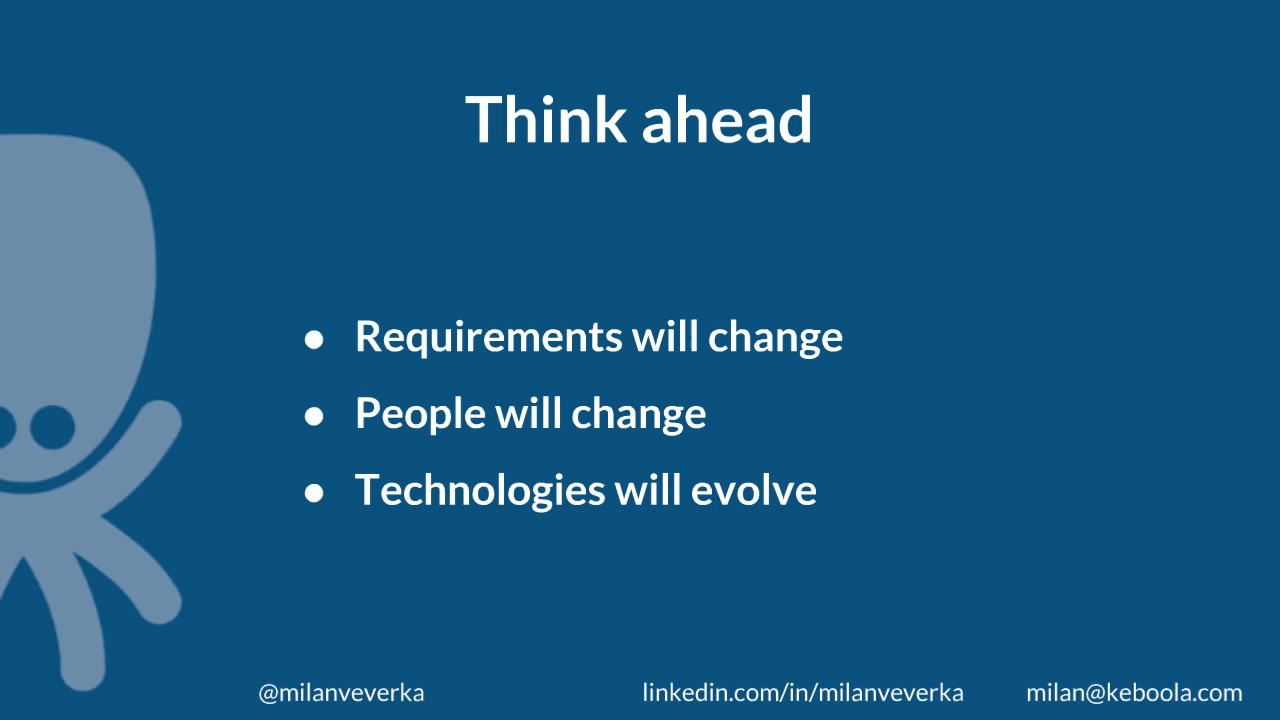 Think ahead
● Requirements will change
● People will change
● Technologies will evolve
@milanveverka linkedin.com/in/milanveverka milan@keboola.com